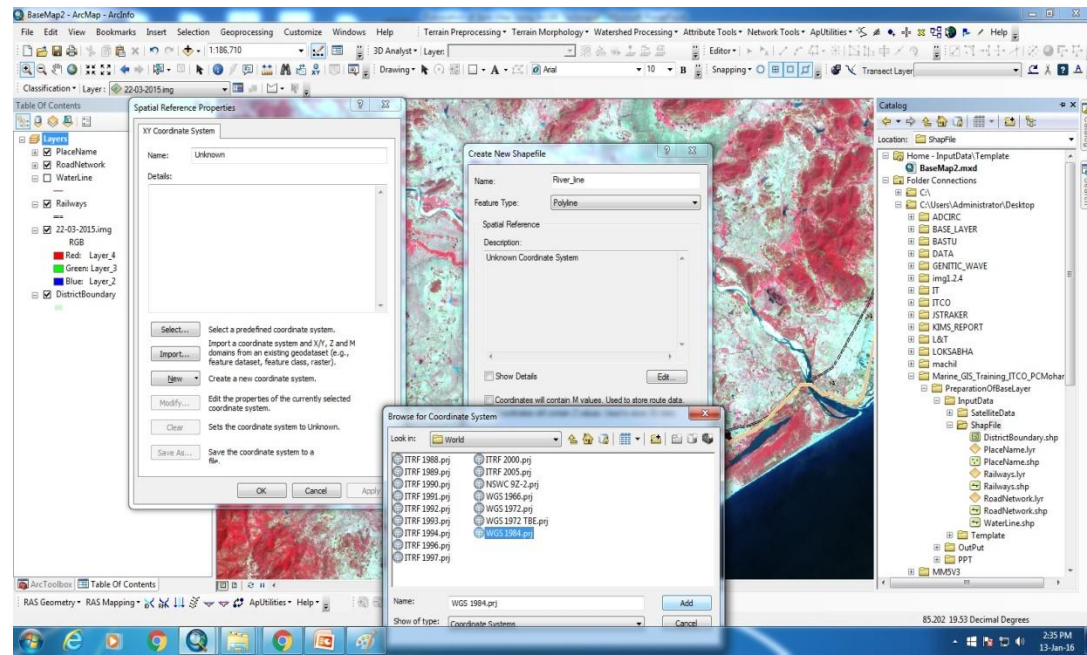 BaseMap2 - ArcMap - ArcInfo
File Edit View Bookmarks Insert Selection Geoprocessing Customize Windows Help
Terrain Preprocessing Terrain Morphology Watershed Processing Attribute Tools Network Tools ApUtilities Help
1:186,710
3D Analyst Layer:
Editor
Drawing A Arial 10 B
Snapping
Transect Layer
Classification Layer: 22-03-2015.img
Table Of Contents
Layers
PlaceName
RoadNetwork
WaterLine
Railways
22-03-2015.img
RGB
Red: Layer_4
Green: Layer_3
Blue: Layer_2
DistrictBoundary
Spatial Reference Properties
XY Coordinate System
Name: Unknown
Details:
Select... Select a predefined coordinate system.
Import... Import a coordinate system and X/Y, Z and M
domains from an existing geodataset (e.g.,
feature dataset, feature class, raster).
New Create a new coordinate system.
Modify... Edit the properties of the currently selected
coordinate system.
Clear Sets the coordinate system to Unknown.
Save As... Save the coordinate system to a
file.
OK Cancel Apply
Create New Shapefile
Name: River_line
Feature Type: Polyline
Spatial Reference
Description:
Unknown Coordinate System
Show Details Edit...
Coordinates will contain M values. Used to store route data.
Browse for Coordinate System
Look in: World
ITRF 1988.prj
ITRF 1989.prj
ITRF 1990.prj
ITRF 1991.prj
ITRF 1992.prj
ITRF 1993.prj
ITRF 1994.prj
ITRF 1996.prj
ITRF 1997.prj
ITRF 2000.prj
ITRF 2005.prj
NSWC 9Z-2.prj
WGS 1966.prj
WGS 1972.prj
WGS 1972 TBE.prj
WGS 1984.prj
Name: WGS 1984.prj Add
Show of type: Coordinate Systems Cancel
Catalog
Location: ShapFile
Home - InputData\Template
BaseMap2.mxd
Folder Connections
C:\
C:\Users\Administrator\Desktop
ADCIRC
BASE_LAYER
BASTU
DATA
GENITIC_WAVE
img1.2.4
IT
ITCO
JSTRAKER
KIMS_REPORT
L&T
LOKSABHA
machil
Marine_GIS_Training_ITCO_PCMohar
PreparationOfBaseLayer
InputData
SatelliteData
ShapFile
DistrictBoundary.shp
PlaceName.lyr
PlaceName.shp
Railways.lyr
Railways.shp
RoadNetwork.lyr
RoadNetwork.shp
WaterLine.shp
Template
OutPut
PPT
MM5V3
ArcToolbox Table Of Contents
RAS Geometry RAS Mapping ApUtilities Help
85.202 19.53 Decimal Degrees
2:35 PM
13-Jan-16